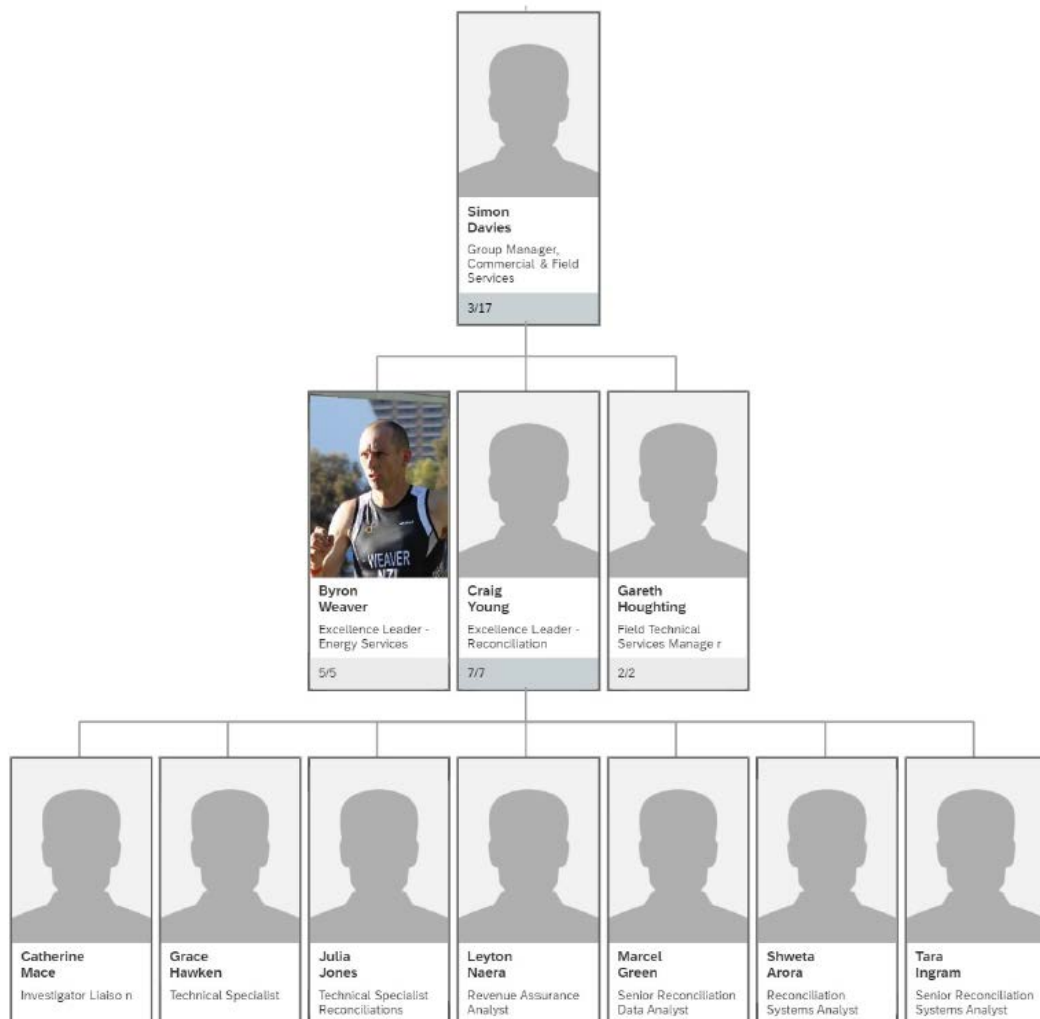 Simon
Davies
Group Manager,
Commercial & Field
Services
3/17
WEAVER
NZL
Byron
Weaver
Excellence Leader -
Energy Services
5/5
Craig
Young
Excellence Leader -
Reconciliation
7/7
Gareth
Houghting
Field Technical
Services Manage r
2/2
Catherine
Mace
Investigator Liaiso n
Grace
Hawken
Technical Specialist
Julia
Jones
Technical Specialist
Reconciliations
Leyton
Naera
Revenue Assurance
Analyst
Marcel
Green
Senior Reconciliation
Data Analyst
Shweta
Arora
Reconciliation
Systems Analyst
Tara
Ingram
Senior Reconciliation
Systems Analyst